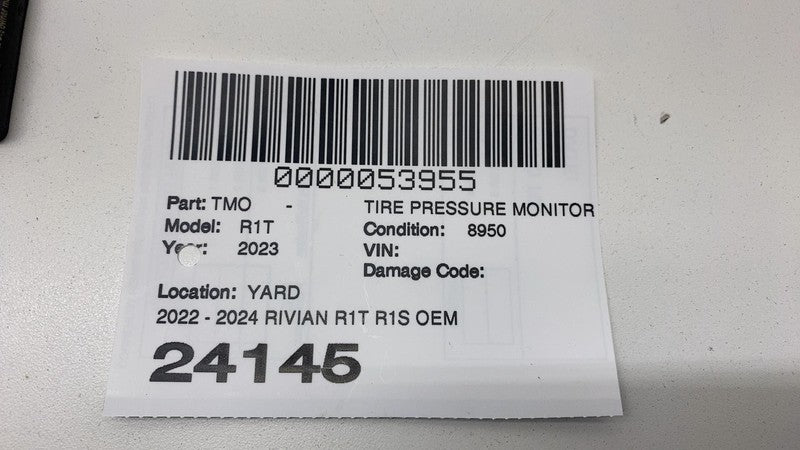 0000053955
Part: TMO - TIRE PRESSURE MONITOR
Model: R1T Condition: 8950
Year: 2023 VIN:
Damage Code:
Location: YARD
2022 - 2024 RIVIAN R1T R1S OEM
24145